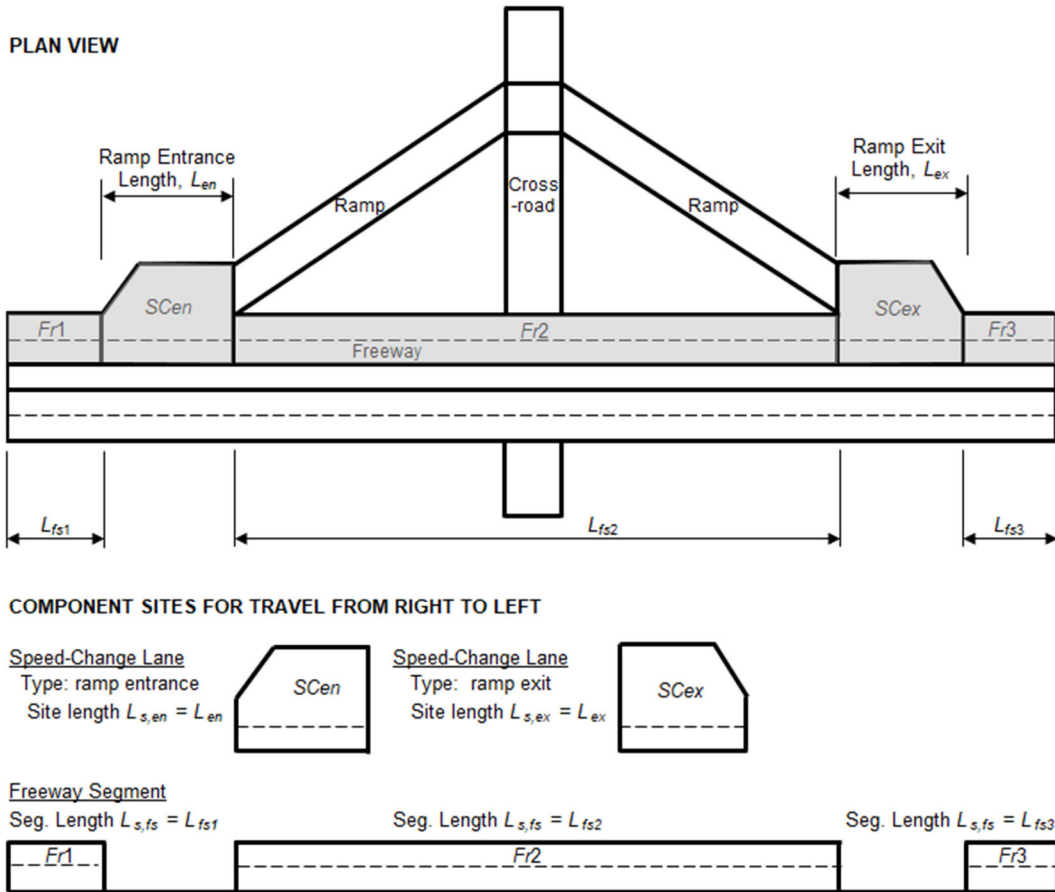 PLAN VIEW
Ramp Entrance
Length, Len
Ramp Exit
Length, Lex
Ramp
Cross
-road
Ramp
SCen
SCex
Fr1
Fr2
Fr3
Freeway
Lfs1
Lfs2
Lfs3
COMPONENT SITES FOR TRAVEL FROM RIGHT TO LEFT
Speed-Change Lane
Type: ramp entrance
Site length Ls,en = Len
SCen
Speed-Change Lane
Type: ramp exit
Site length Ls,ex = Lex
SCex
Freeway Segment
Seg. Length Ls,fs = Lfs1
Seg. Length Ls,fs = Lfs2
Seg. Length Ls,fs = Lfs3
Fr1
Fr2
Fr3